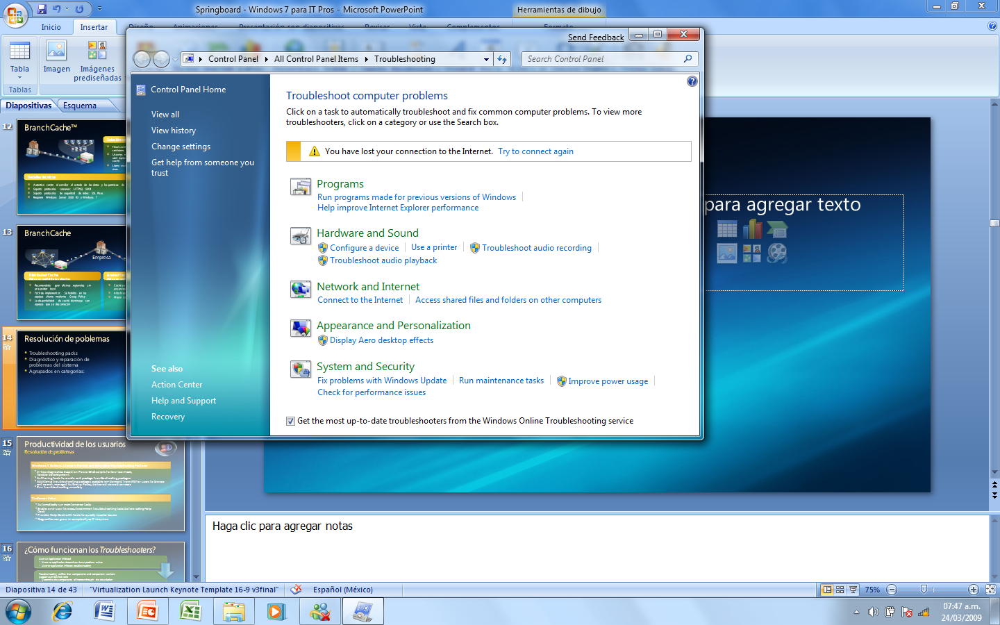 Springboard - Windows 7 para IT Pros - Microsoft PowerPoint
Herramientas de dibujo
Inicio
Insertar
Send Feedback
Tabla
Imagen
Imágenes
prediseñadas
Tablas
Control Panel
All Control Panel Items
Troubleshooting
Search Control Panel
Control Panel Home
View all
View history
Change settings
Get help from someone you
trust
See also
Action Center
Help and Support
Recovery
Troubleshoot computer problems
Click on a task to automatically troubleshoot and fix common computer problems. To view more
troubleshooters, click on a category or use the Search box.
You have lost your connection to the Internet. Try to connect again
Programs
Run programs made for previous versions of Windows
Help improve Internet Explorer performance
Hardware and Sound
Configure a device
Use a printer
Troubleshoot audio recording
Troubleshoot audio playback
Network and Internet
Connect to the Internet
Access shared files and folders on other computers
Appearance and Personalization
Display Aero desktop effects
System and Security
Fix problems with Windows Update
Run maintenance tasks
Improve power usage
Check for performance issues
Get the most up-to-date troubleshooters from the Windows Online Troubleshooting service
Diapositivas
Esquema
12
BranchCache™
13
BranchCache
Empresa
14
Resolución de poblemas
Troubleshooting packs
Diagnóstico y reparación de
problemas del sistema
Agrupados en categorías:
15
Productividad de los usuarios
Resolución de problemas
16
¿Cómo funcionan los Troubleshooters?
para agregar texto
Haga clic para agregar notas
Diapositiva 14 de 43
"Virtualization Launch Keynote Template 16-9 v3final"
Español (México)
75%
07:47 a.m.
24/03/2009